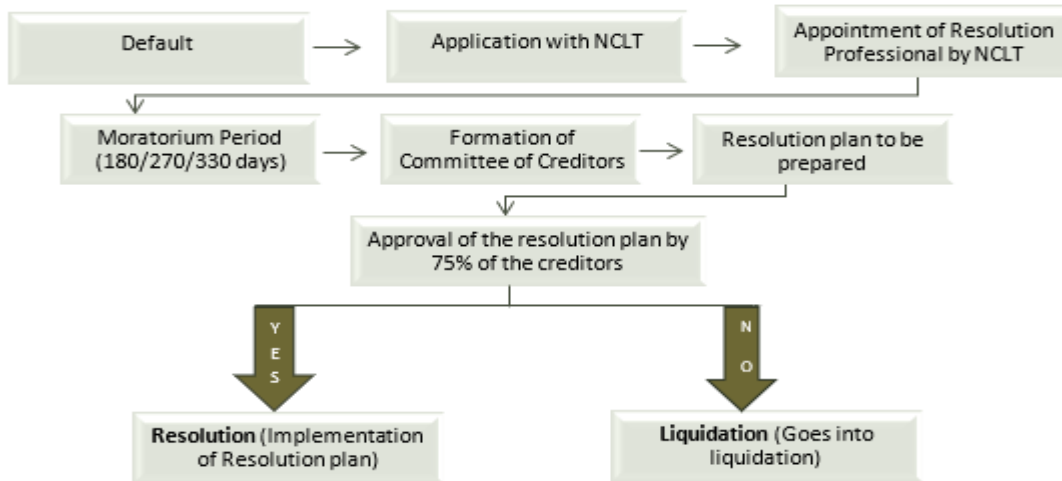 Default
Application with NCLT
Appointment of Resolution
Professional by NCLT
Moratorium Period
(180/270/330 days)
Formation of
Committee of Creditors
Resolution plan to be
prepared
Approval of the resolution plan by
75% of the creditors
YES
NO
Resolution (Implementation
of Resolution plan)
Liquidation (Goes into
liquidation)